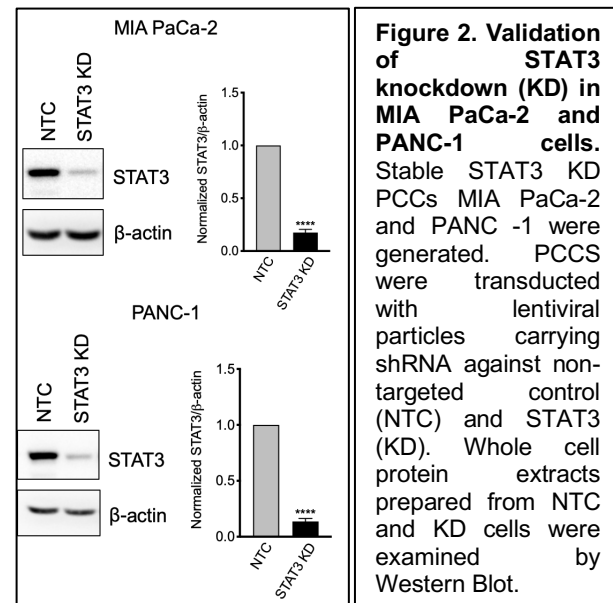 MIA PaCa-2
NTC
STAT3 KD
STAT3
β-actin
Normalized STAT3/β-actin
1.5
1.0
0.5
0.0
****
NTC
STAT3 KD
PANC-1
NTC
STAT3 KD
STAT3
β-actin
Normalized STAT3/β-actin
1.5
1.0
0.5
0.0
****
NTC
STAT3 KD
Figure 2. Validation
of STAT3
knockdown (KD) in
MIA PaCa-2 and
PANC-1 cells.
Stable STAT3 KD
PCCs MIA PaCa-2
and PANC -1 were
generated. PCCS
were transducted
with lentiviral
particles carrying
shRNA against non-
targeted control
(NTC) and STAT3
(KD). Whole cell
protein extracts
prepared from NTC
and KD cells were
examined by
Western Blot.